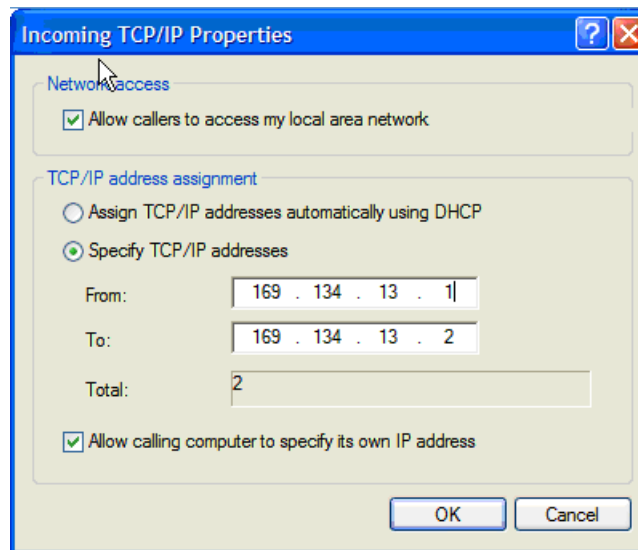 Incoming TCP/IP Properties
Network access
Allow callers to access my local area network
TCP/IP address assignment
Assign TCP/IP addresses automatically using DHCP
Specify TCP/IP addresses
From: 169 . 134 . 13 . 1
To: 169 . 134 . 13 . 2
Total: 2
Allow calling computer to specify its own IP address
OK Cancel